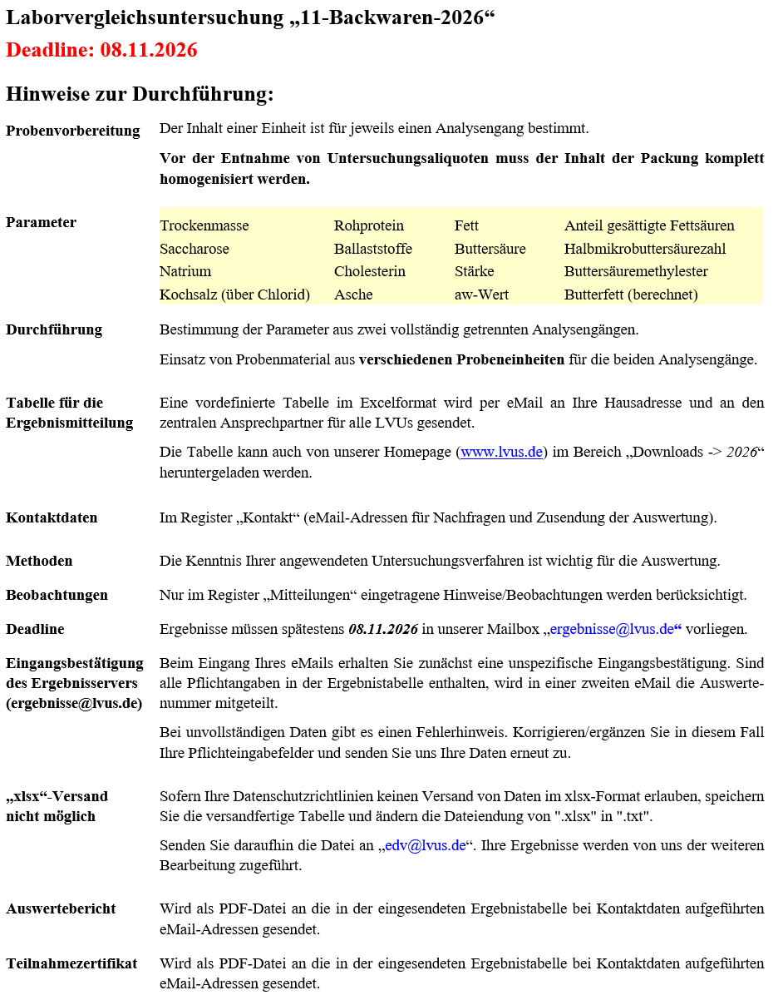 Laborvergleichsuntersuchung „11-Backwaren-2026“
Deadline: 08.11.2026
Hinweise zur Durchführung:
Probenvorbereitung
Der Inhalt einer Einheit ist für jeweils einen Analysengang bestimmt.
Vor der Entnahme von Untersuchungsaliquoten muss der Inhalt der Packung komplett
homogenisiert werden.
Parameter
Trockenmasse Rohprotein Fett Anteil gesättigte Fettsäuren
Saccharose Ballaststoffe Buttersäure Halbmikrobuttersäurezahl
Natrium Cholesterin Stärke Buttersäuremethylester
Kochsalz (über Chlorid) Asche aw-Wert Butterfett (berechnet)
Durchführung
Bestimmung der Parameter aus zwei vollständig getrennten Analysengängen.
Einsatz von Probenmaterial aus verschiedenen Probeneinheiten für die beiden Analysengänge.
Tabelle für die
Ergebnismitteilung
Eine vordefinierte Tabelle im Excelformat wird per eMail an Ihre Hausadresse und an den
zentralen Ansprechpartner für alle LVUs gesendet.
Die Tabelle kann auch von unserer Homepage (www.lvus.de) im Bereich „Downloads -> 2026“
heruntergeladen werden.
Kontaktdaten
Im Register „Kontakt“ (eMail-Adressen für Nachfragen und Zusendung der Auswertung).
Methoden
Die Kenntnis Ihrer angewendeten Untersuchungsverfahren ist wichtig für die Auswertung.
Beobachtungen
Nur im Register „Mitteilungen“ eingetragene Hinweise/Beobachtungen werden berücksichtigt.
Deadline
Ergebnisse müssen spätestens 08.11.2026 in unserer Mailbox „ergebnisse@lvus.de“ vorliegen.
Eingangsbestätigung
des Ergebnisservers
(ergebnisse@lvus.de)
Beim Eingang Ihres eMails erhalten Sie zunächst eine unspezifische Eingangsbestätigung. Sind
alle Pflichtangaben in der Ergebnistabelle enthalten, wird in einer zweiten eMail die Auswerte-
nummer mitgeteilt.
Bei unvollständigen Daten gibt es einen Fehlerhinweis. Korrigieren/ergänzen Sie in diesem Fall
Ihre Pflichteingabefelder und senden Sie uns Ihre Daten erneut zu.
„xlsx“-Versand
nicht möglich
Sofern Ihre Datenschutzrichtlinien keinen Versand von Daten im xlsx-Format erlauben, speichern
Sie die versandfertige Tabelle und ändern die Dateiendung von ".xlsx" in ".txt".
Senden Sie daraufhin die Datei an „edv@lvus.de“. Ihre Ergebnisse werden von uns der weiteren
Bearbeitung zugeführt.
Auswertebericht
Wird als PDF-Datei an die in der eingesendeten Ergebnistabelle bei Kontaktdaten aufgeführten
eMail-Adressen gesendet.
Teilnahmezertifikat
Wird als PDF-Datei an die in der eingesendeten Ergebnistabelle bei Kontaktdaten aufgeführten
eMail-Adressen gesendet.